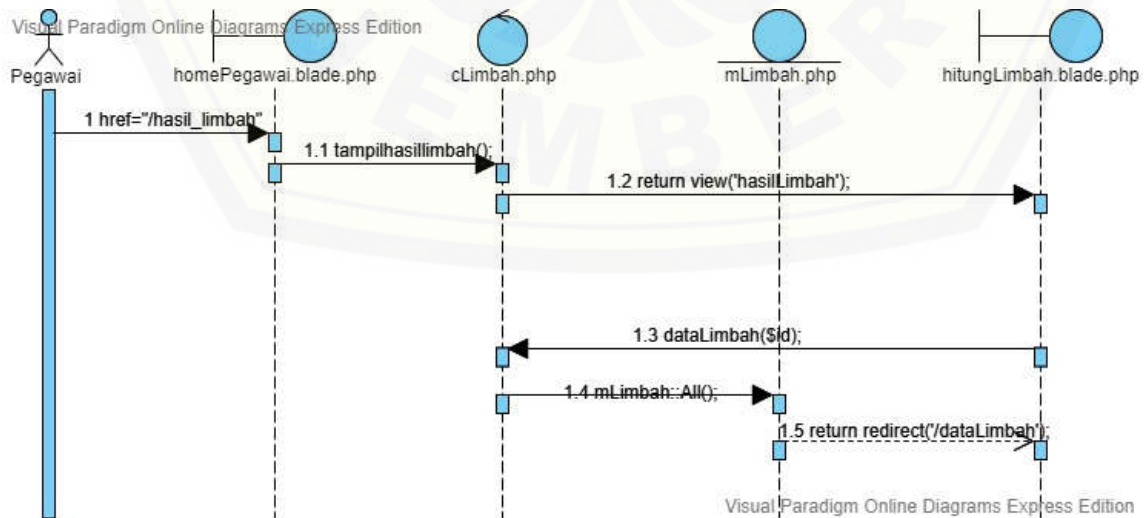 Visual Paradigm Online Diagrams Express Edition
Pegawai
homePegawai.blade.php
cLimbah.php
mLimbah.php
hitungLimbah.blade.php
1 href="/hasil_limbah"
1.1 tampilhasillimbah();
1.2 return view('hasilLimbah');
1.3 dataLimbah($id);
1.4 mLimbah::All();
1.5 return redirect('/dataLimbah');
Visual Paradigm Online Diagrams Express Edition
EMBER